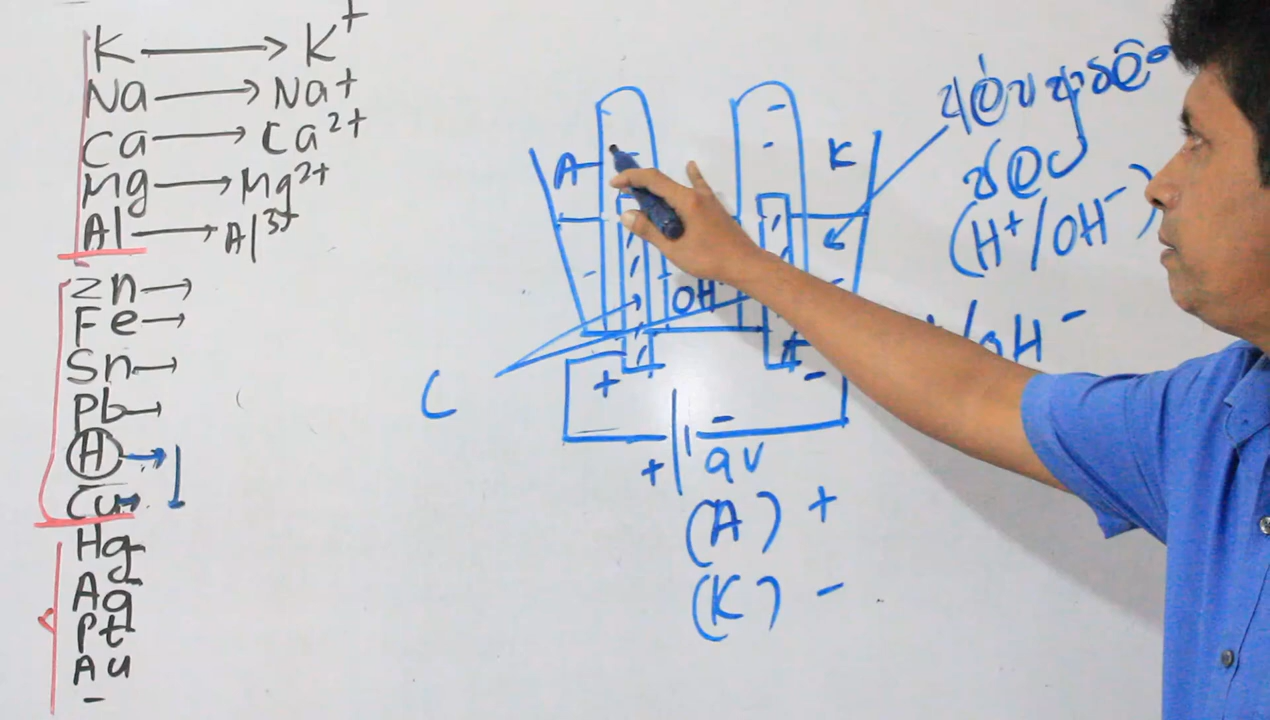 K → K+
Na → Na+
Ca → Ca2+
Mg → Mg2+
Al → Al3+
Zn →
Fe →
Sn →
Pb →
H →
Cu →
Hg
Ag
Pt
Au
A
K
OH
C
+
-
+
-
9V
(A) +
(K) -
(H+/OH-)
/OH-